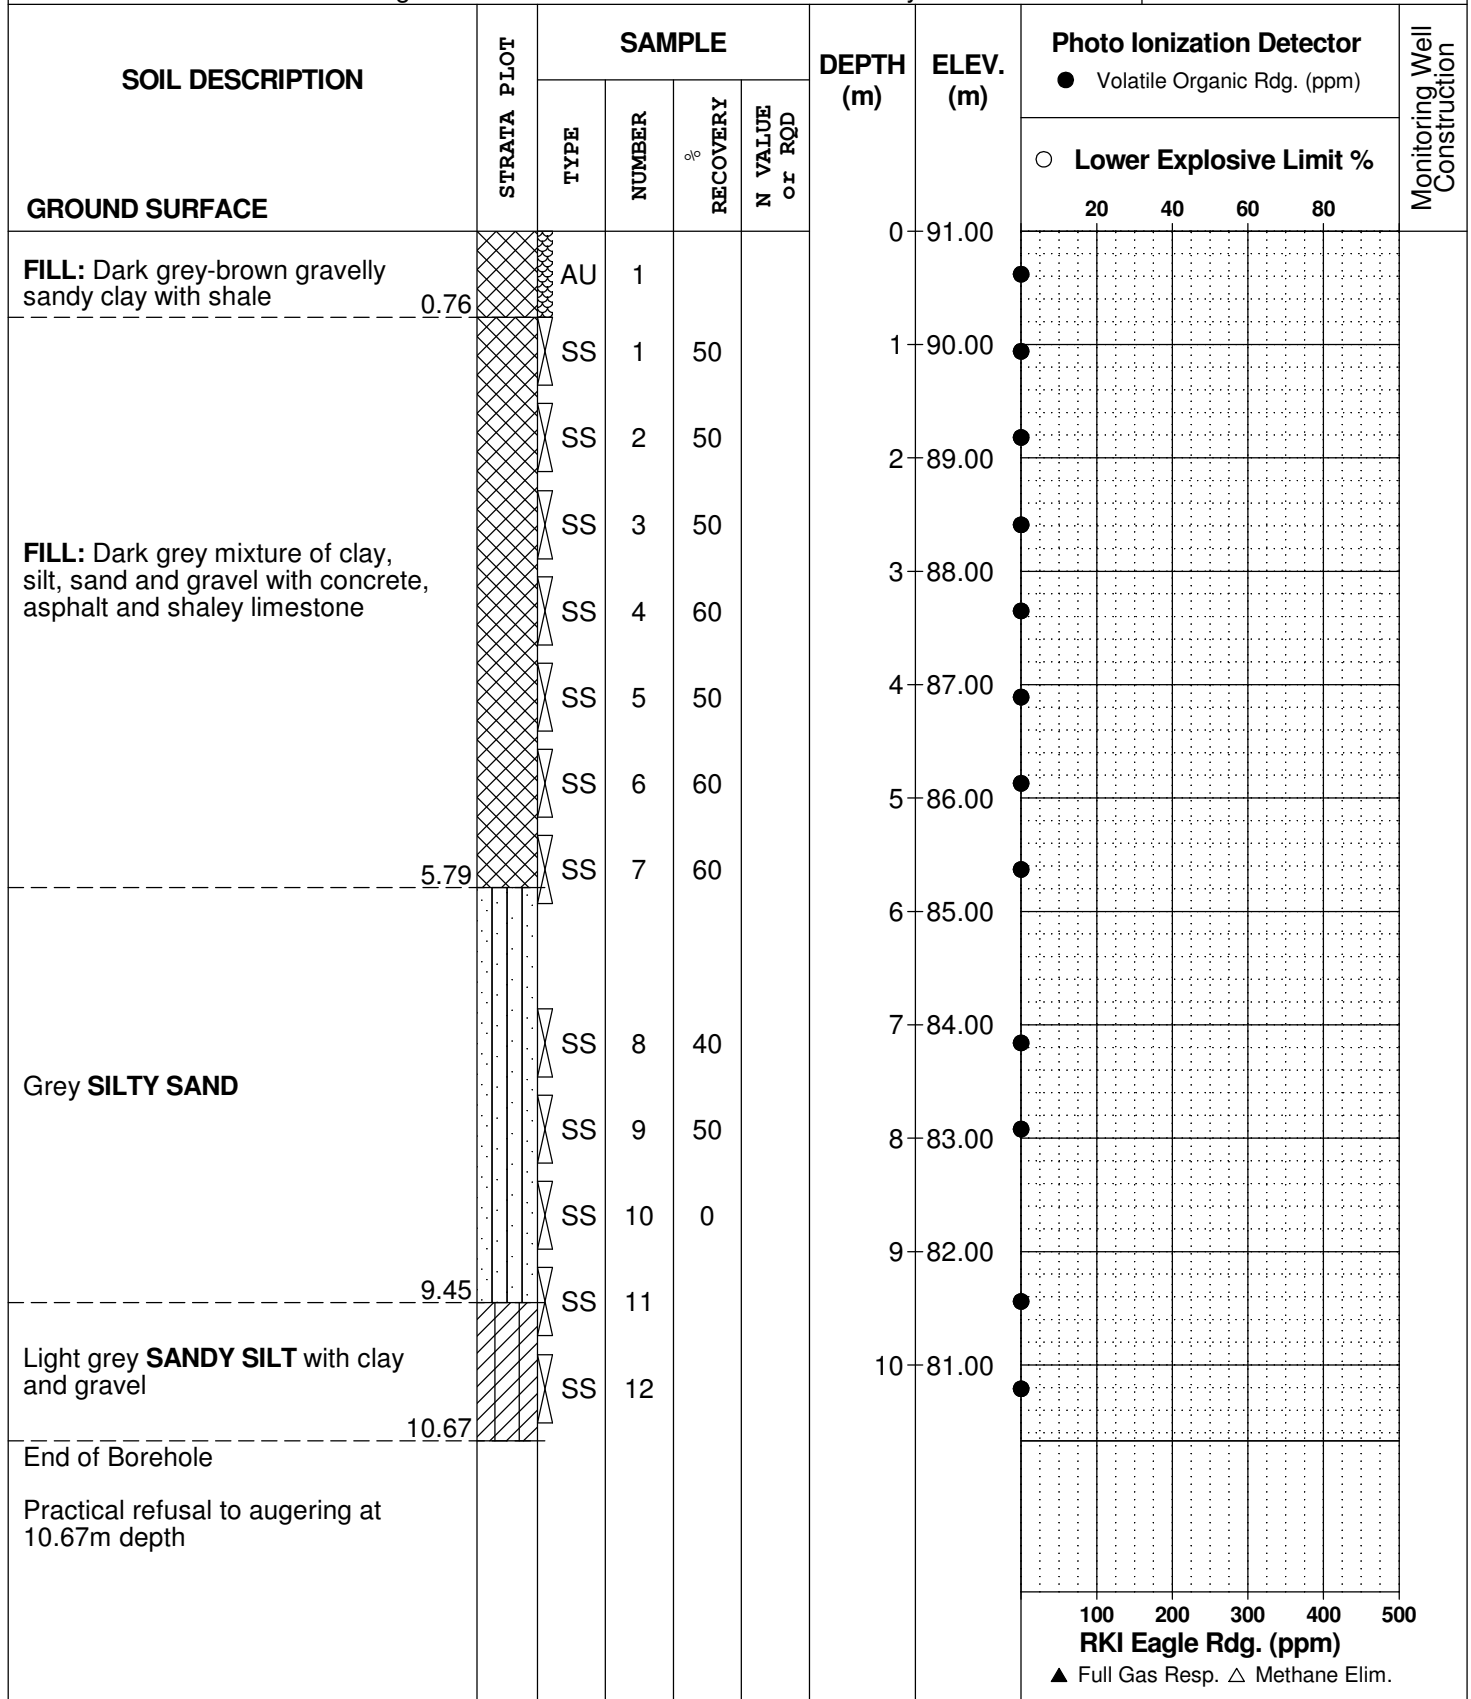 SOIL DESCRIPTION
GROUND SURFACE
STRATA PLOT
SAMPLE
TYPE
NUMBER
%
RECOVERY
N VALUE
or RQD
DEPTH
(m)
ELEV.
(m)
Photo Ionization Detector
● Volatile Organic Rdg. (ppm)
○ Lower Explosive Limit %
20 40 60 80
Monitoring Well
Construction
0 91.00
FILL: Dark grey-brown gravelly
sandy clay with shale
0.76
AU 1
SS 1 50
1 90.00
SS 2 50
2 89.00
SS 3 50
FILL: Dark grey mixture of clay,
silt, sand and gravel with concrete,
asphalt and shaley limestone
3 88.00
SS 4 60
4 87.00
SS 5 50
SS 6 60
5 86.00
SS 7 60
5.79
6 85.00
7 84.00
SS 8 40
Grey SILTY SAND
SS 9 50
8 83.00
SS 10 0
9 82.00
9.45
SS 11
Light grey SANDY SILT with clay
and gravel
10 81.00
SS 12
10.67
End of Borehole
Practical refusal to augering at
10.67m depth
100 200 300 400 500
RKI Eagle Rdg. (ppm)
▲ Full Gas Resp. △ Methane Elim.